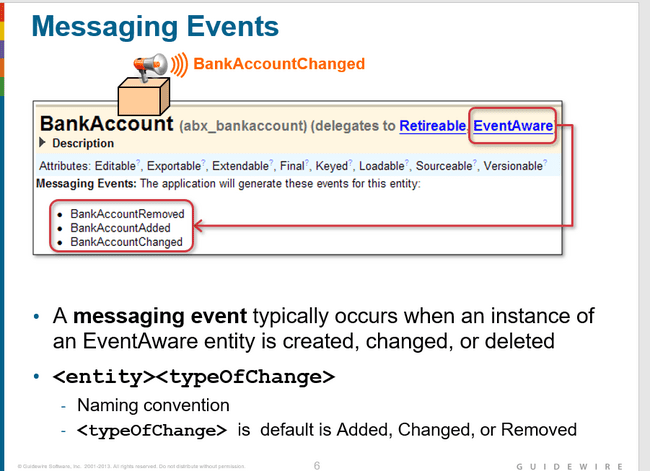 Messaging Events
BankAccountChanged
BankAccount (abx_bankaccount) (delegates to Retireable, EventAware
Description
Attributes: Editable?, Exportable?, Extendable?, Final?, Keyed?, Loadable?, Sourceable?, Versionable?
Messaging Events: The application will generate these events for this entity:
• BankAccountRemoved
• BankAccountAdded
• BankAccountChanged
• A messaging event typically occurs when an instance of
an EventAware entity is created, changed, or deleted
• <entity><typeOfChange>
- Naming convention
- <typeOfChange> is default is Added, Changed, or Removed
© Guidewire Software, Inc. 2001-2013. All rights reserved. Do not distribute without permission.
6
GUIDEWIRE